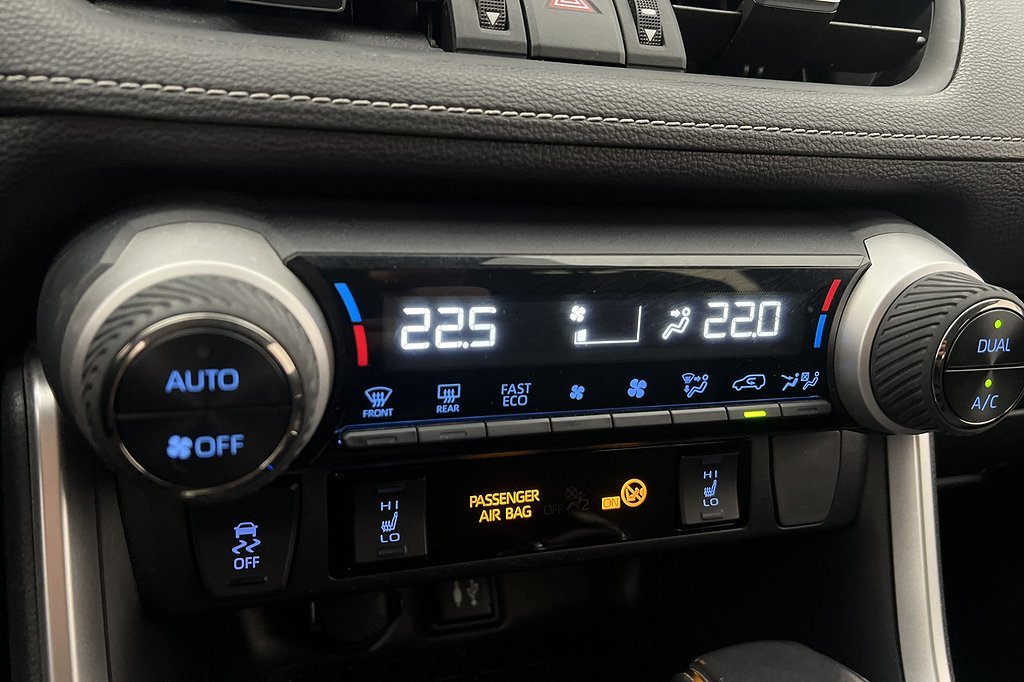 22.5
22.0
AUTO
OFF
FRONT
REAR
FAST
ECO
DUAL
A/C
OFF
HI
LO
PASSENGER
AIR BAG
OFF
ON
HI
LO